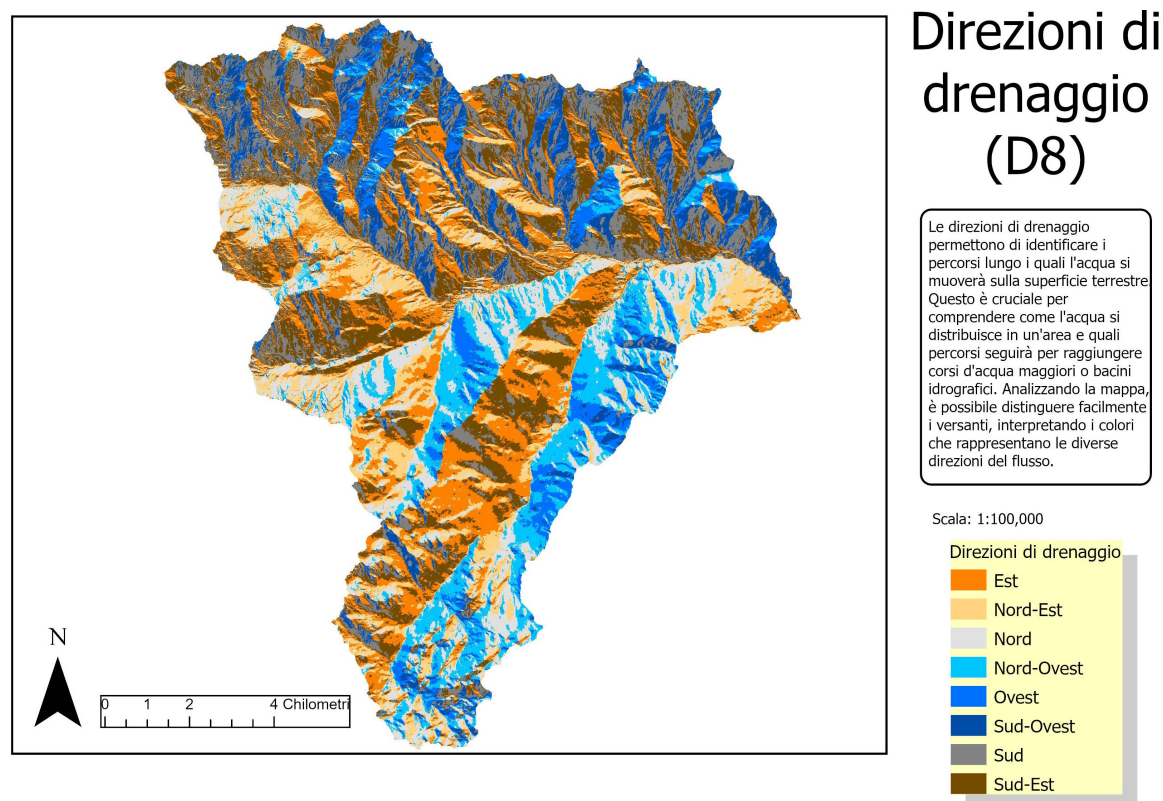 Direzioni di
drenaggio
(D8)
Le direzioni di drenaggio
permettono di identificare i
percorsi lungo i quali l'acqua si
muoverà sulla superficie terrestre.
Questo è cruciale per
comprendere come l'acqua si
distribuisce in un'area e quali
percorsi seguirà per raggiungere
corsi d'acqua maggiori o bacini
idrografici. Analizzando la mappa,
è possibile distinguere facilmente
i versanti, interpretando i colori
che rappresentano le diverse
direzioni del flusso.
Scala: 1:100,000
Direzioni di drenaggio
Est
Nord-Est
Nord
Nord-Ovest
Ovest
Sud-Ovest
Sud
Sud-Est
N
0 1 2 4 Chilometri